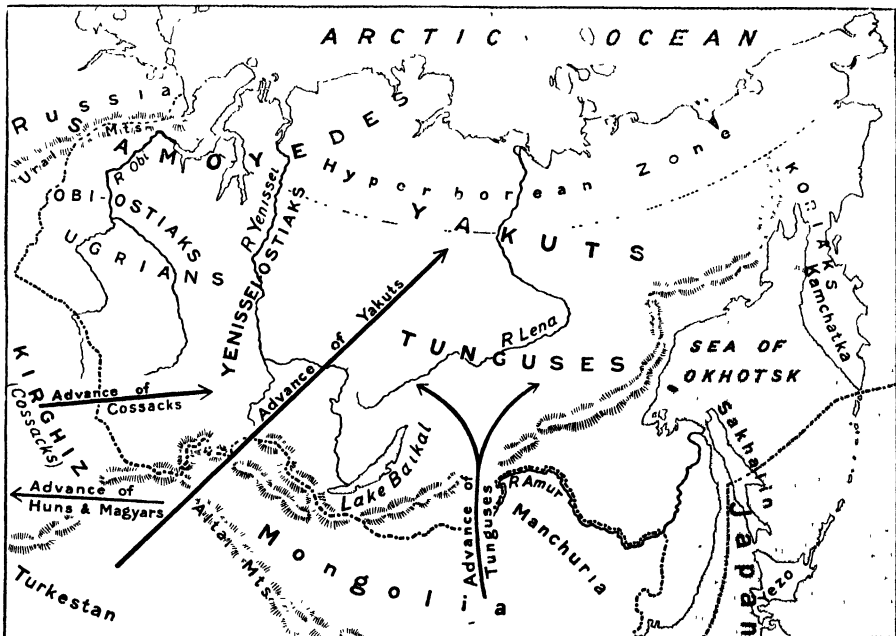 ARCTIC OCEAN
Russia
Ural Mts
SAMOYEDES
R Obi
Hyperborean Zone
OBI-OSTIAKS
UGRIANS
R Yenissei
YENISSEI OSTIAKS
YAKUTS
KORIAKS
Kamchatka
TUNGUSES
R Lena
SEA OF
OKHOTSK
Advance of Yakuts
KIRGHIZ
(Cossacks)
Advance of
Cossacks
Advance of
Huns & Magyars
Lake Baikal
Advance of
Tunguses
R Amur
Manchuria
Sakhalin
Japan
Yezo
Altai Mts
Mongolia
Turkestan